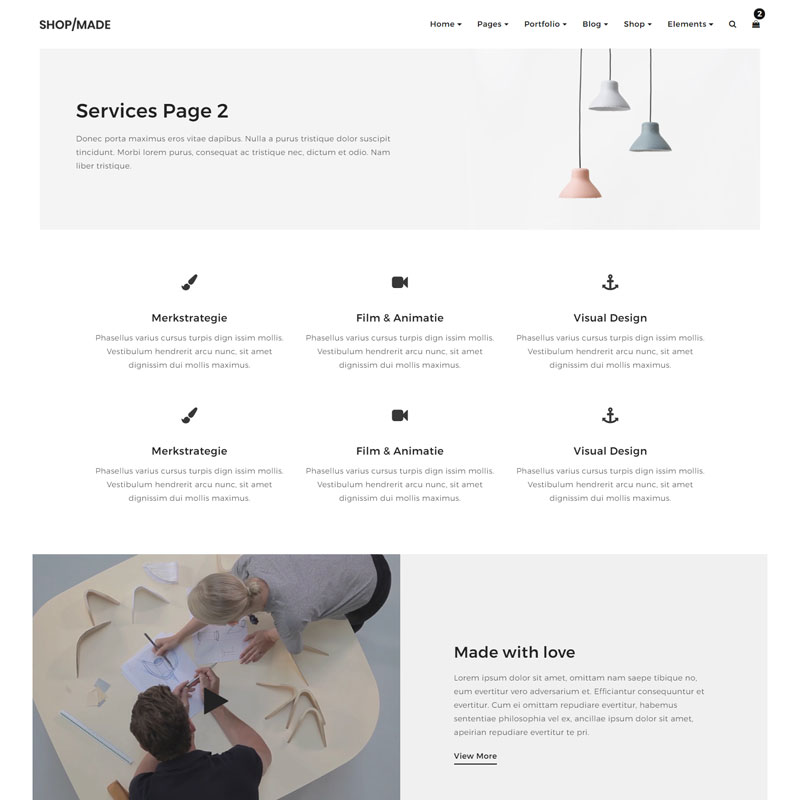 SHOP/MADE
Home Pages Portfolio Blog Shop Elements 2
Services Page 2
Donec porta maximus eros vitae dapibus. Nulla a purus tristique dolor suscipit
tincidunt. Morbi lorem purus, consequat ac tristique nec, dictum et odio. Nam
liber tristique.
Merkstrategie
Phasellus varius cursus turpis dign issim mollis.
Vestibulum hendrerit arcu nunc, sit amet
dignissim dui mollis maximus.
Film & Animatie
Phasellus varius cursus turpis dign issim mollis.
Vestibulum hendrerit arcu nunc, sit amet
dignissim dui mollis maximus.
Visual Design
Phasellus varius cursus turpis dign issim mollis.
Vestibulum hendrerit arcu nunc, sit amet
dignissim dui mollis maximus.
Merkstrategie
Phasellus varius cursus turpis dign issim mollis.
Vestibulum hendrerit arcu nunc, sit amet
dignissim dui mollis maximus.
Film & Animatie
Phasellus varius cursus turpis dign issim mollis.
Vestibulum hendrerit arcu nunc, sit amet
dignissim dui mollis maximus.
Visual Design
Phasellus varius cursus turpis dign issim mollis.
Vestibulum hendrerit arcu nunc, sit amet
dignissim dui mollis maximus.
Made with love
Lorem ipsum dolor sit amet, omittam nam saepe tibique no,
eum evertitur vero adversarium et. Efficiantur consequuntur et
evertitur. Cum ei omittam repudiare evertitur, habemus
sententiae philosophia vel ex, ancillae ipsum dolor sit amet,
apeirian repudiare evertitur te pri.
View More